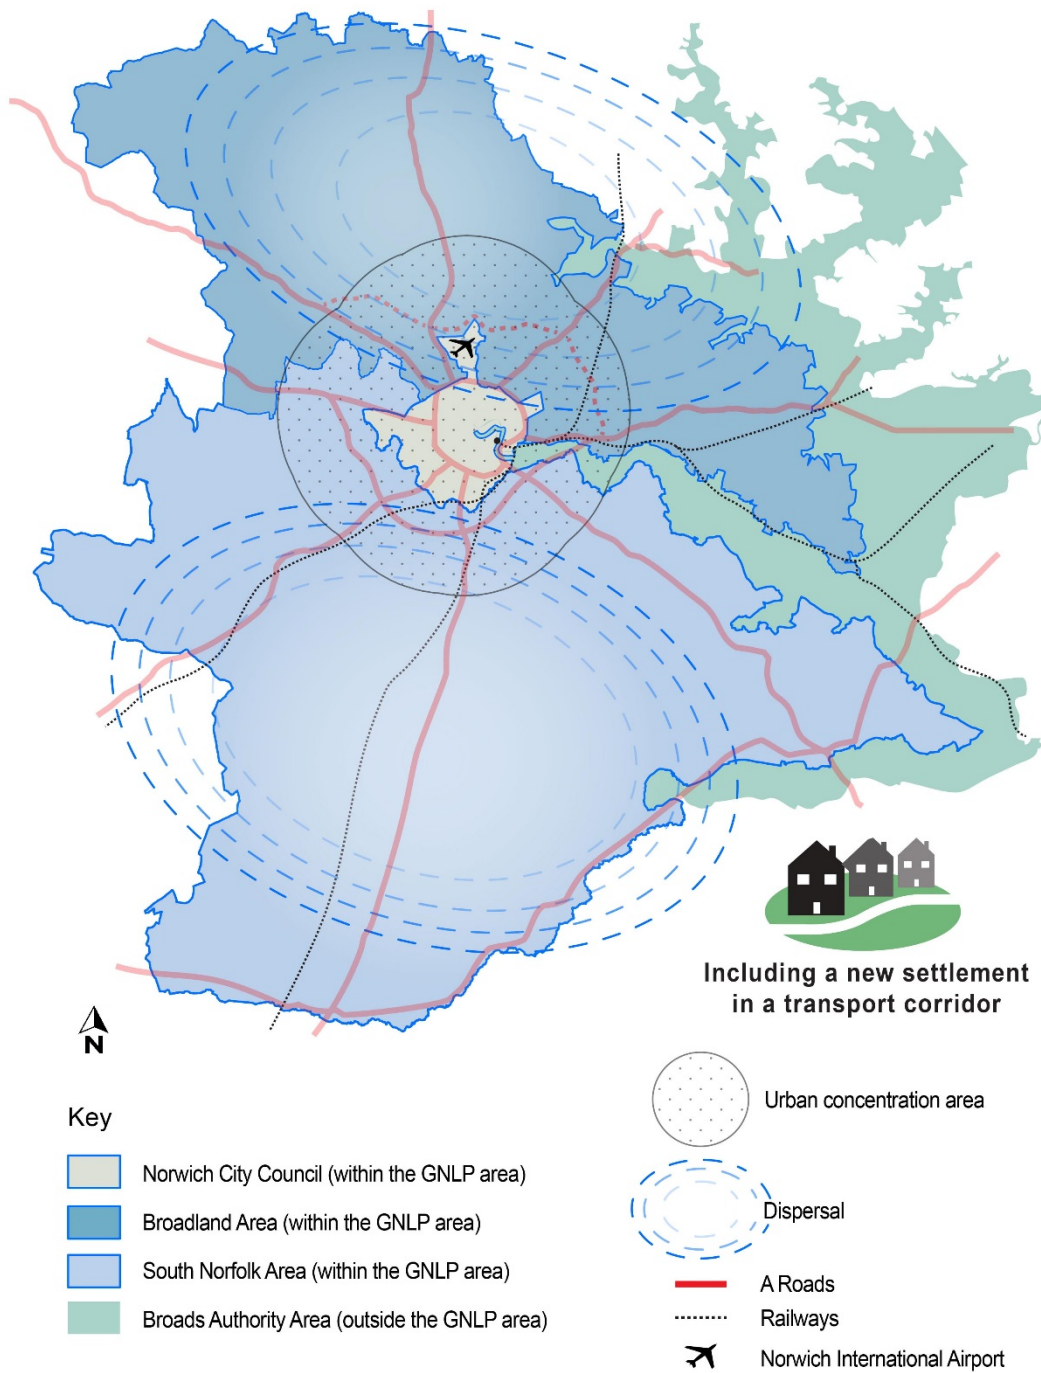 Including a new settlement
in a transport corridor
N
Key
Norwich City Council (within the GNLP area)
Broadland Area (within the GNLP area)
South Norfolk Area (within the GNLP area)
Broads Authority Area (outside the GNLP area)
Urban concentration area
Dispersal
A Roads
Railways
Norwich International Airport